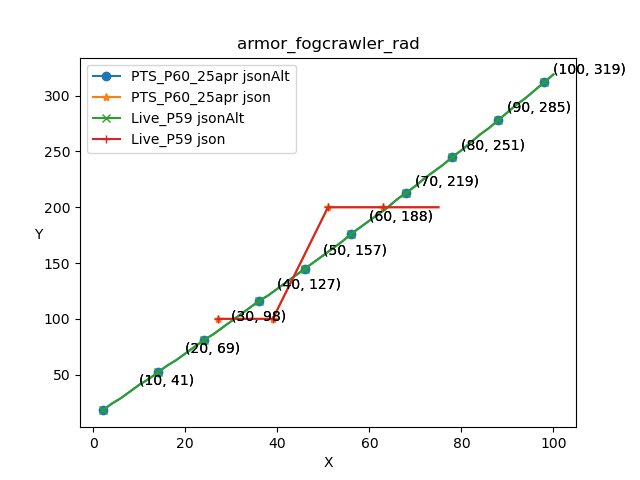 armor_fogcrawler_rad
PTS_P60_25apr jsonAlt
PTS_P60_25apr json
Live_P59 jsonAlt
Live_P59 json
(100, 319)
(90, 285)
(80, 251)
(70, 219)
(60, 188)
(50, 157)
(40, 127)
(30, 98)
(20, 69)
(10, 41)
300
250
200
150
100
50
Y
0 20 40 60 80 100
X